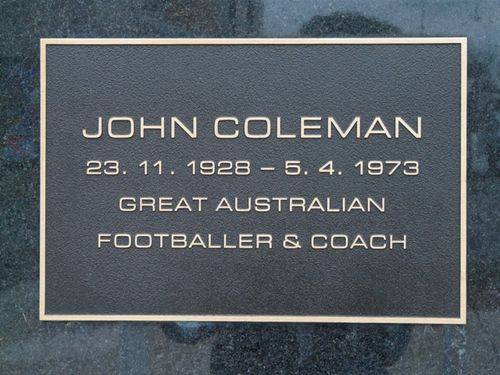 JOHN COLEMAN
23. 11. 1928 – 5. 4. 1973
GREAT AUSTRALIAN
FOOTBALLER & COACH